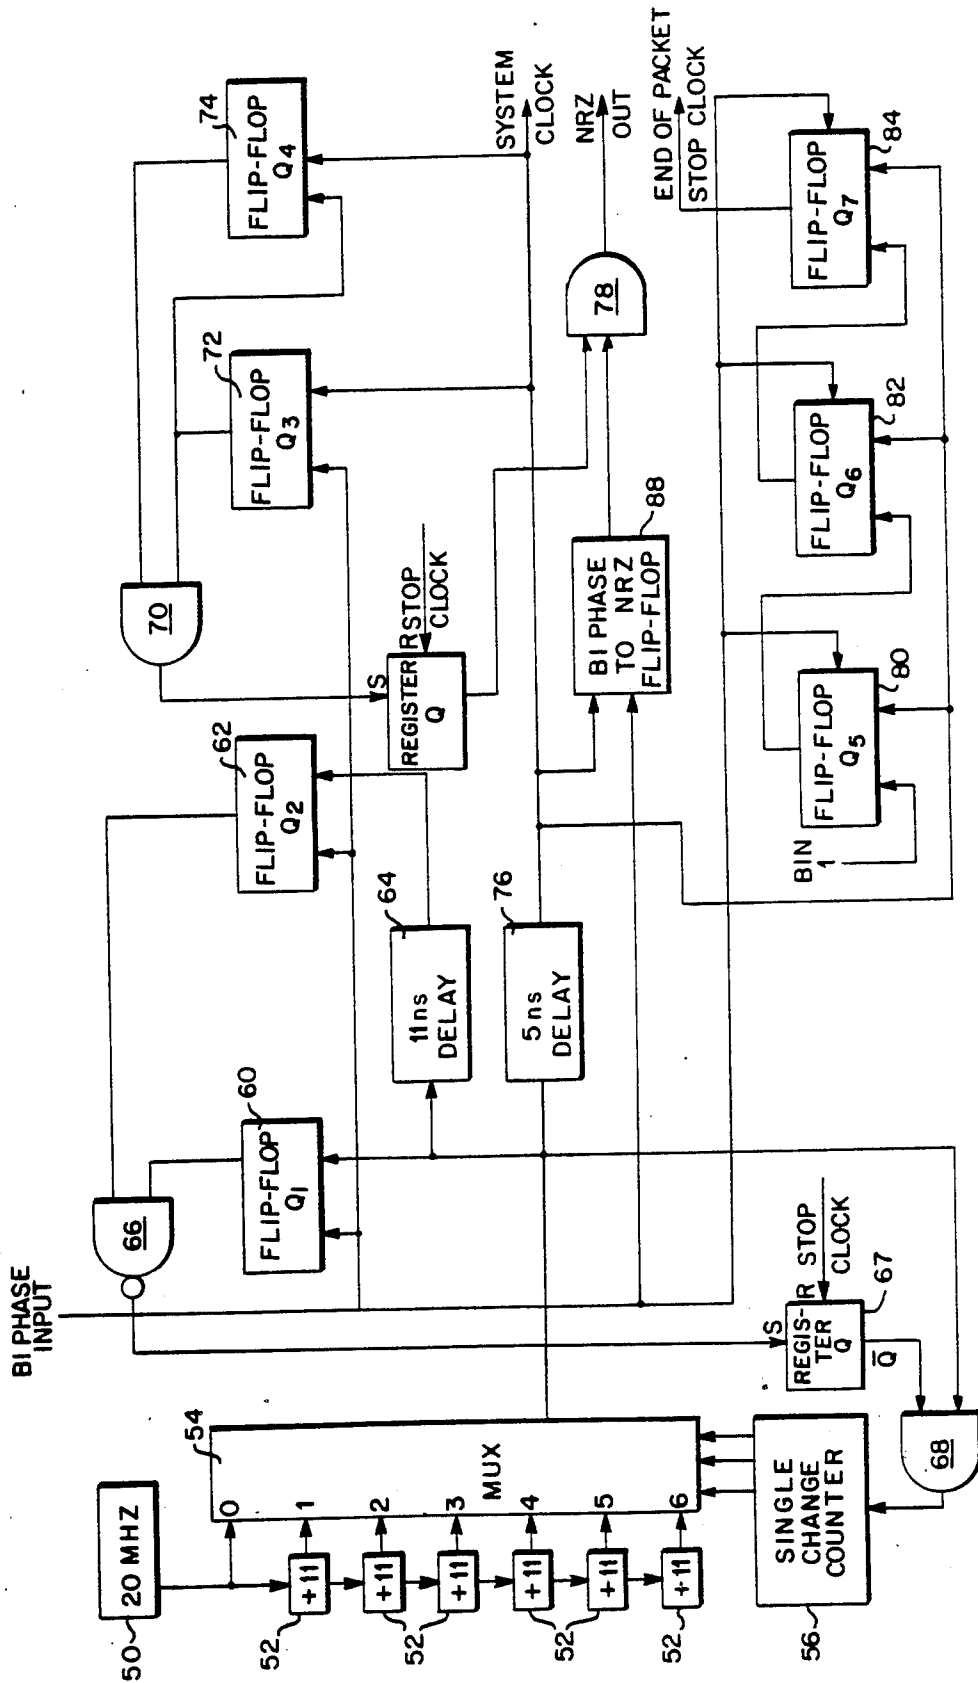 BI PHASE
INPUT
50
20 MHZ
52
+11
+11
+11
+11
+11
+11
52
52
52
54
0
1
2
3
4
5
6
MUX
56
SINGLE
CHANGE
COUNTER
66
60
FLIP-FLOP
Q1
62
FLIP-FLOP
Q2
64
11ns
DELAY
76
5ns
DELAY
S
REGIS-
TER
Q
R
STOP
CLOCK
67
Q̅
68
70
72
FLIP-FLOP
Q3
74
FLIP-FLOP
Q4
S
REGISTER
Q
R
STOP
CLOCK
BI PHASE
TO NRZ
FLIP-FLOP
88
78
SYSTEM
CLOCK
NRZ
OUT
END OF PACKET
STOP CLOCK
BIN
1
FLIP-FLOP
Q5
80
FLIP-FLOP
Q6
82
FLIP-FLOP
Q7
84